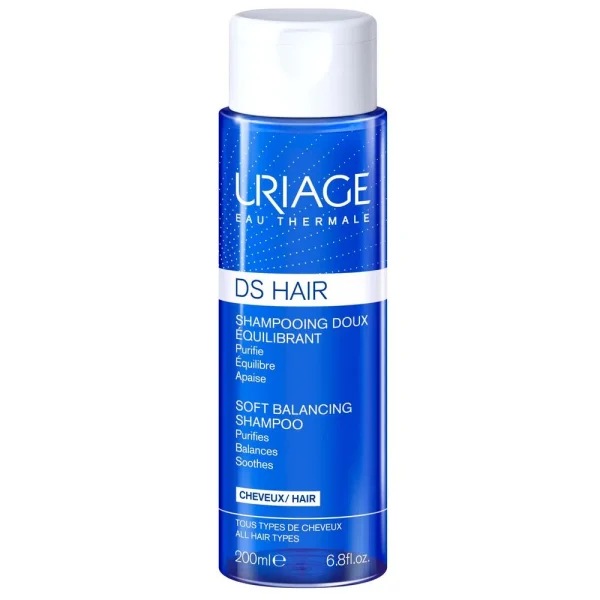 URIAGE
EAU THERMALE
DS HAIR
SHAMPOOING DOUX
ÉQUILIBRANT
Purifie
Équilibre
Apaise
SOFT BALANCING
SHAMPOO
Purifies
Balances
Soothes
CHEVEUX/ HAIR
TOUS TYPES DE CHEVEUX
ALL HAIR TYPES
200ml℮ 6.8fl.oz.